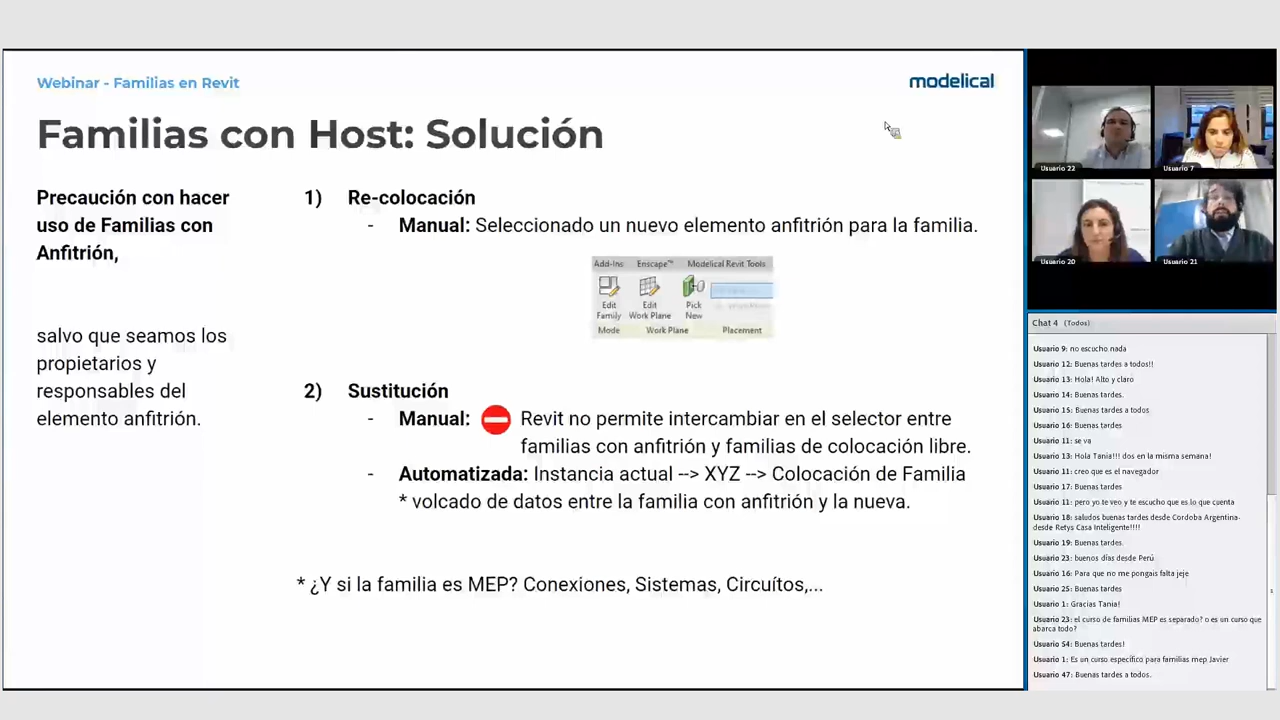 Webinar - Familias en Revit
modelical
Familias con Host: Solución
Precaución con hacer
uso de Familias con
Anfitrión,
salvo que seamos los
propietarios y
responsables del
elemento anfitrión.
1) Re-colocación
- Manual: Seleccionado un nuevo elemento anfitrión para la familia.
Add-Ins Enscape™ Modelical Revit Tools
Edit Edit Pick
Family Work Plane New
Mode Work Plane Placement
2) Sustitución
- Manual: Revit no permite intercambiar en el selector entre
familias con anfitrión y familias de colocación libre.
- Automatizada: Instancia actual --> XYZ --> Colocación de Familia
* volcado de datos entre la familia con anfitrión y la nueva.
* ¿Y si la familia es MEP? Conexiones, Sistemas, Circuítos,...
Usuario 22
Usuario 7
Usuario 20
Usuario 21
Chat 4 (Todos)
Usuario 9: no escucho nada
Usuario 12: Buenas tardes a todos!!
Usuario 13: Hola! Alto y claro
Usuario 14: Buenas tardes.
Usuario 15: Buenas tardes a todos
Usuario 16: Buenas tardes
Usuario 11: se va
Usuario 13: Hola Tania!!! dos en la misma semana!
Usuario 11: creo que es el navegador
Usuario 17: Buenas tardes
Usuario 11: pero yo te veo y te escucho que es lo que cuenta
Usuario 18: saludos buenas tardes desde Cordoba Argentina-
desde Retys Casa Inteligente!!!!
Usuario 19: Buenas tardes.
Usuario 23: buenos días desde Perú
Usuario 16: Para que no me pongais falta jeje
Usuario 25: Buenas tardes
Usuario 1: Gracias Tania!
Usuario 23: el curso de familias MEP es separado? o es un curso que
abarca todo?
Usuario 54: Buenas tardes!
Usuario 1: Es un curso específico para familias mep Javier
Usuario 47: Buenas tardes a todos.